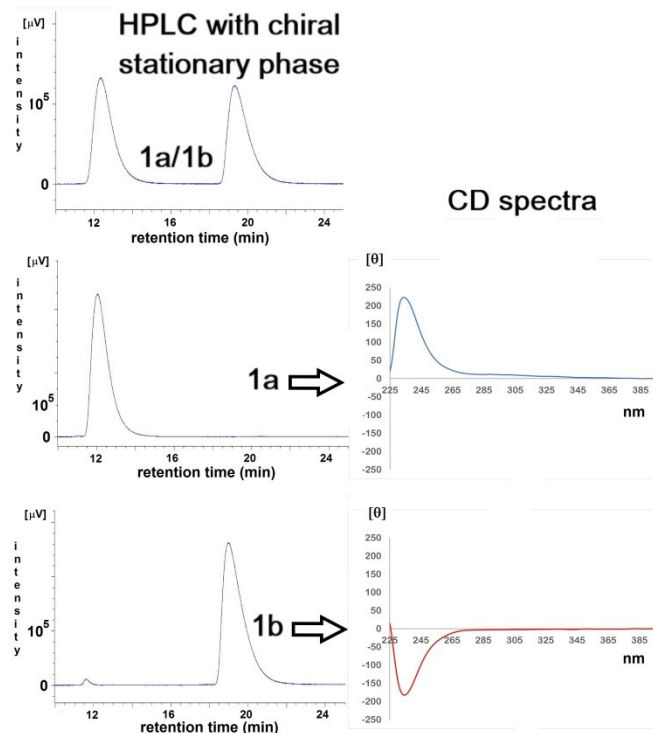 HPLC with chiral
stationary phase
[μV]
intensity
10⁵
0
1a/1b
12 16 20 24
retention time (min)
CD spectra
[μV]
intensity
10⁵
0
1a
12 16 20 24
retention time (min)
[θ]
250
200
150
100
50
0
-50
-100
-150
-200
-250
225 245 265 285 305 325 345 365 385
nm
[μV]
intensity
10⁵
0
1b
12 16 20 24
retention time (min)
[θ]
250
200
150
100
50
0
-50
-100
-150
-200
-250
225 245 265 285 305 325 345 365 385
nm